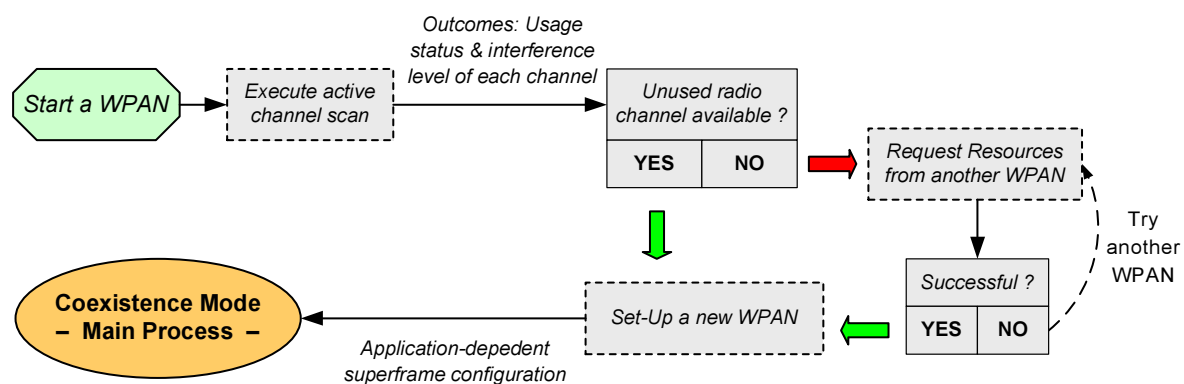 Outcomes: Usage
status & interference
level of each channel
Start a WPAN
Execute active
channel scan
Unused radio
channel available ?
YES
NO
Request Resources
from another WPAN
Try
another
WPAN
Successful ?
YES
NO
Set-Up a new WPAN
Coexistence Mode
– Main Process –
Application-depedent
superframe configuration